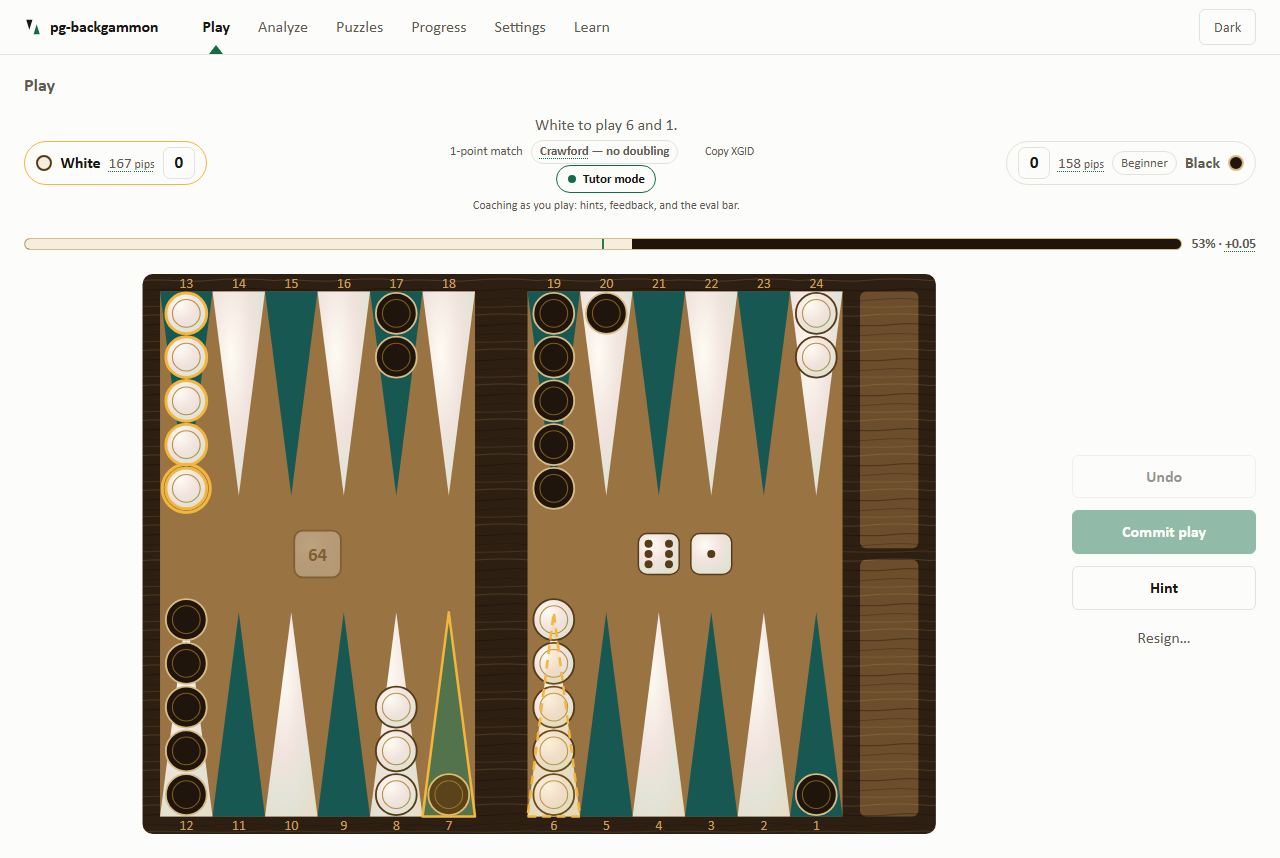 pg-backgammon Play Analyze Puzzles Progress Settings Learn Dark
Play
White to play 6 and 1.
White 167 pips 0
1-point match Crawford — no doubling Copy XGID
0 158 pips Beginner Black
Tutor mode
Coaching as you play: hints, feedback, and the eval bar.
53% · +0.05
13 14 15 16 17 18 19 20 21 22 23 24
64
12 11 10 9 8 7 6 5 4 3 2 1
Undo
Commit play
Hint
Resign...